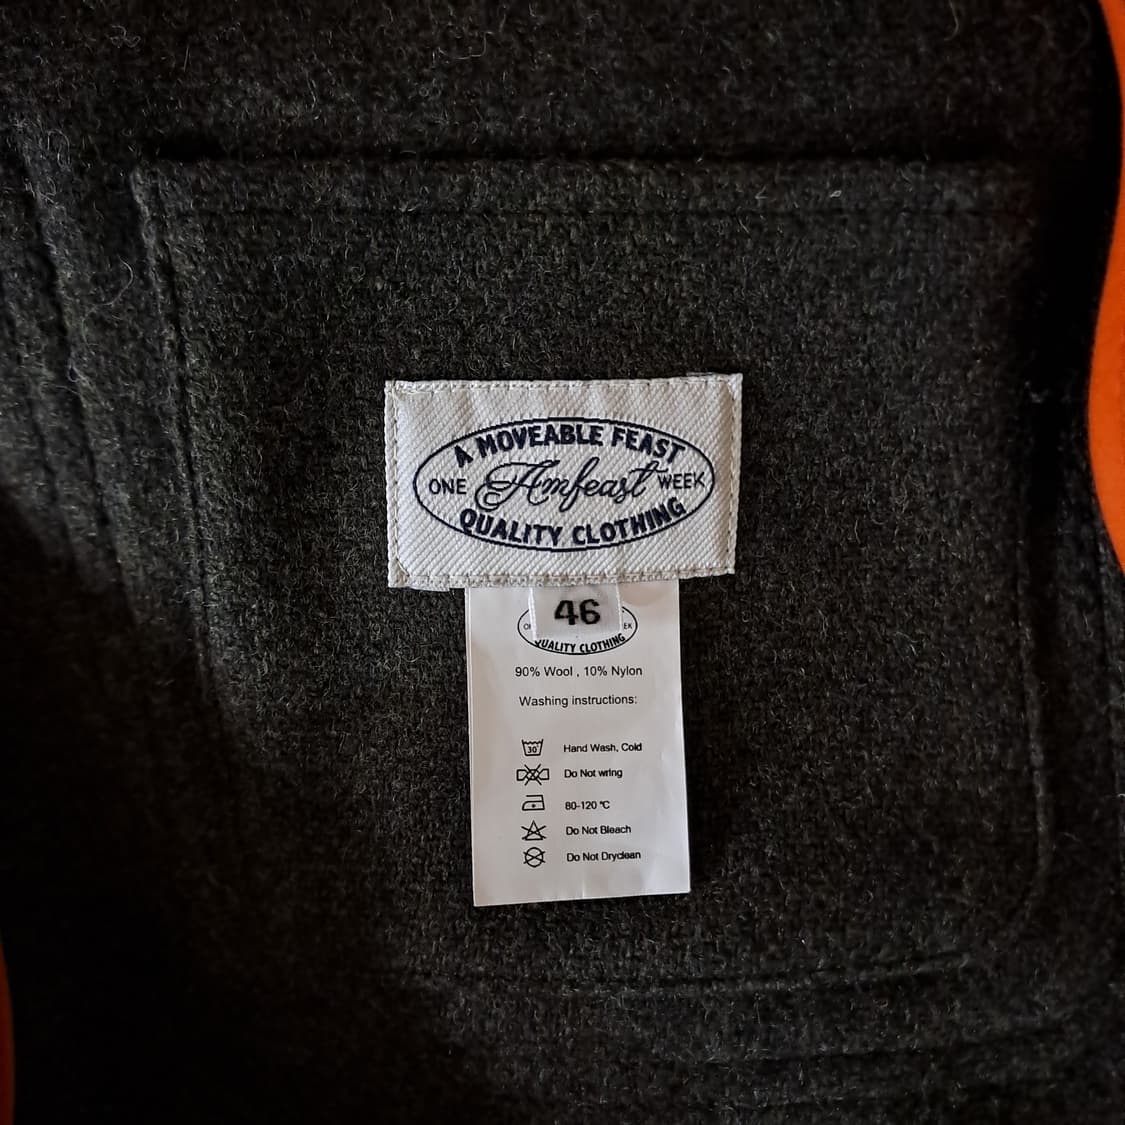 A MOVEABLE FEAST
ONE Amfeast WEEK
QUALITY CLOTHING
46
EK
QUALITY CLOTHING
90% Wool , 10% Nylon
Washing instructions:
30° Hand Wash, Cold
Do Not wring
80-120 °C
Do Not Bleach
Do Not Dryclean